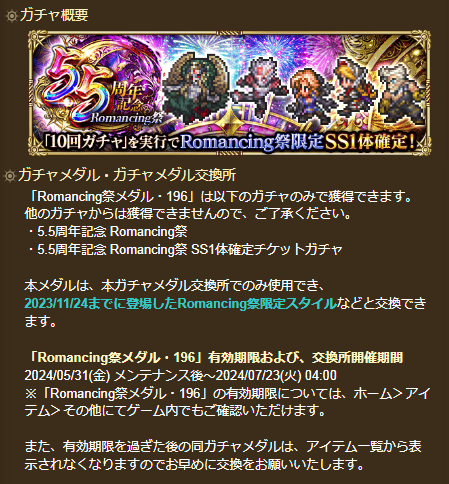 ガチャ概要
5.5周年記念
Romancing祭
「10回ガチャ」を実行でRomancing祭限定SS1体確定!
ガチャメダル・ガチャメダル交換所
「Romancing祭メダル・196」は以下のガチャのみで獲得できます。
他のガチャからは獲得できませんので、ご了承ください。
・5.5周年記念 Romancing祭
・5.5周年記念 Romancing祭 SS1体確定チケットガチャ
本メダルは、本ガチャメダル交換所でのみ使用でき、
2023/11/24までに登場したRomancing祭限定スタイルなどと交換でき
ます。
「Romancing祭メダル・196」有効期限および、交換所開催期間
2024/05/31(金) メンテナンス後～2024/07/23(火) 04:00
※「Romancing祭メダル・196」の有効期限については、ホーム＞アイ
テム＞その他にてゲーム内でもご確認いただけます。
また、有効期限を過ぎた後の同ガチャメダルは、アイテム一覧から表
示されなくなりますのでお早めに交換をお願いいたします。